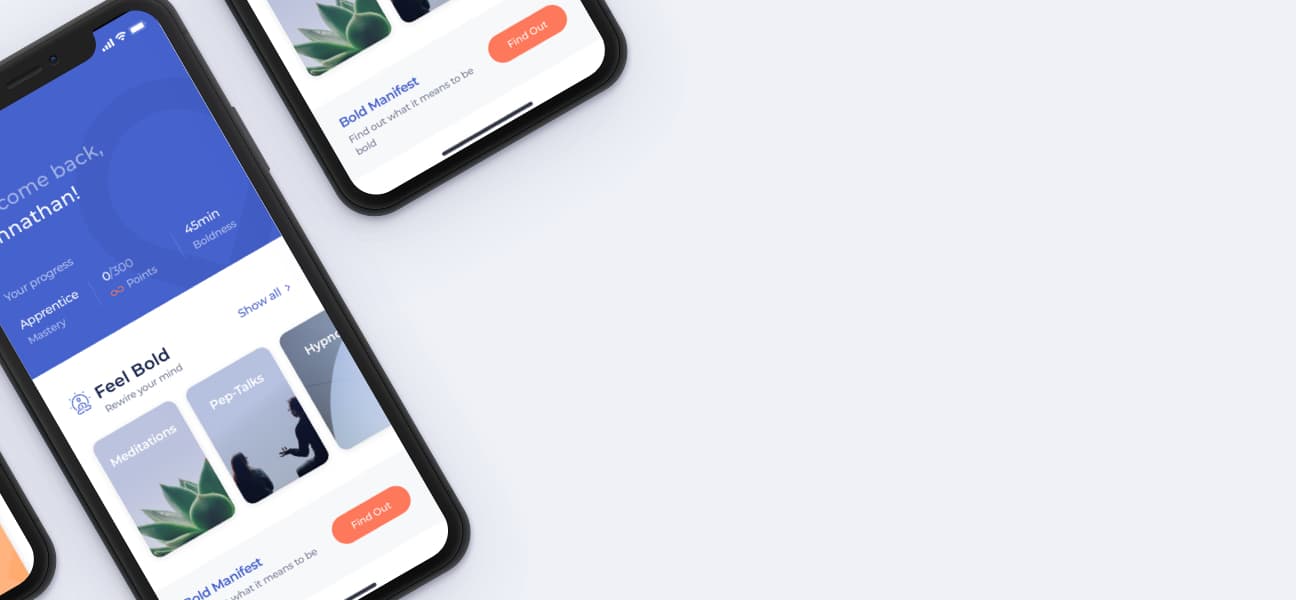 come back,
nnathan!
Your progress
Apprentice
Mastery
0/300
Points
45min
Boldness
Show all
Feel Bold
Rewire your mind
Meditations
Pep-Talks
Hypno
Find Out
Bold Manifest
what it means to be
Find Out
Bold Manifest
Find out what it means to be
bold